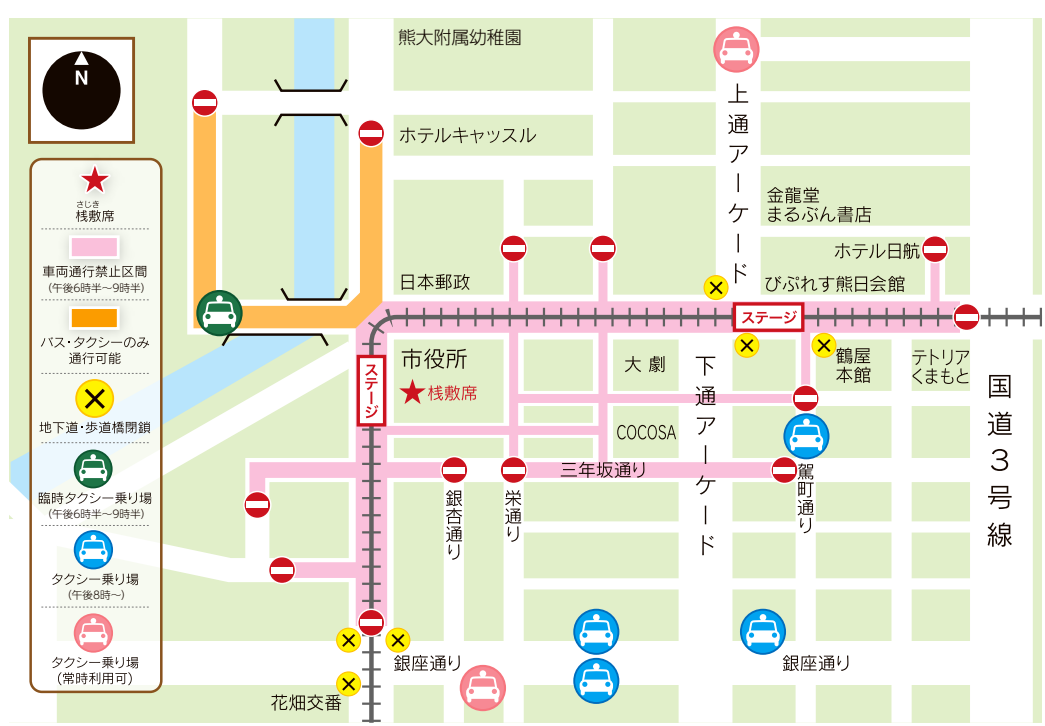 N
さじき
桟敷席
車両通行禁止区間
(午後6時半〜9時半)
バス・タクシーのみ
通行可能
地下道・歩道橋閉鎖
臨時タクシー乗り場
(午後6時半〜9時半)
タクシー乗り場
(午後8時〜)
タクシー乗り場
(常時利用可)
熊大附属幼稚園
ホテルキャッスル
上通アーケード
金龍堂
まるぶん書店
ホテル日航
びぷれす熊日会館
日本郵政
ステージ
市役所
桟敷席
ステージ
大劇
下通アーケード
鶴屋
本館
テトリア
くまもと
国道3号線
COCOSA
三年坂通り
銀杏通り
栄通り
駕町通り
銀座通り
銀座通り
花畑交番